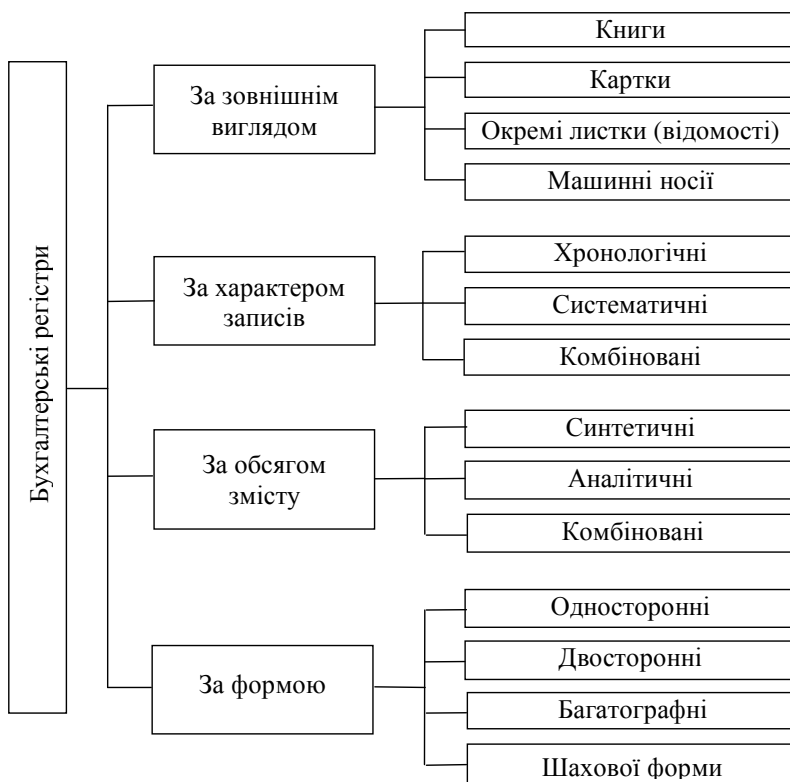 Бухгалтерські регістри
За зовнішнім
виглядом
Книги
Картки
Окремі листки (відомості)
Машинні носії
За характером
записів
Хронологічні
Систематичні
Комбіновані
За обсягом
змісту
Синтетичні
Аналітичні
Комбіновані
За формою
Односторонні
Двосторонні
Багатографні
Шахової форми